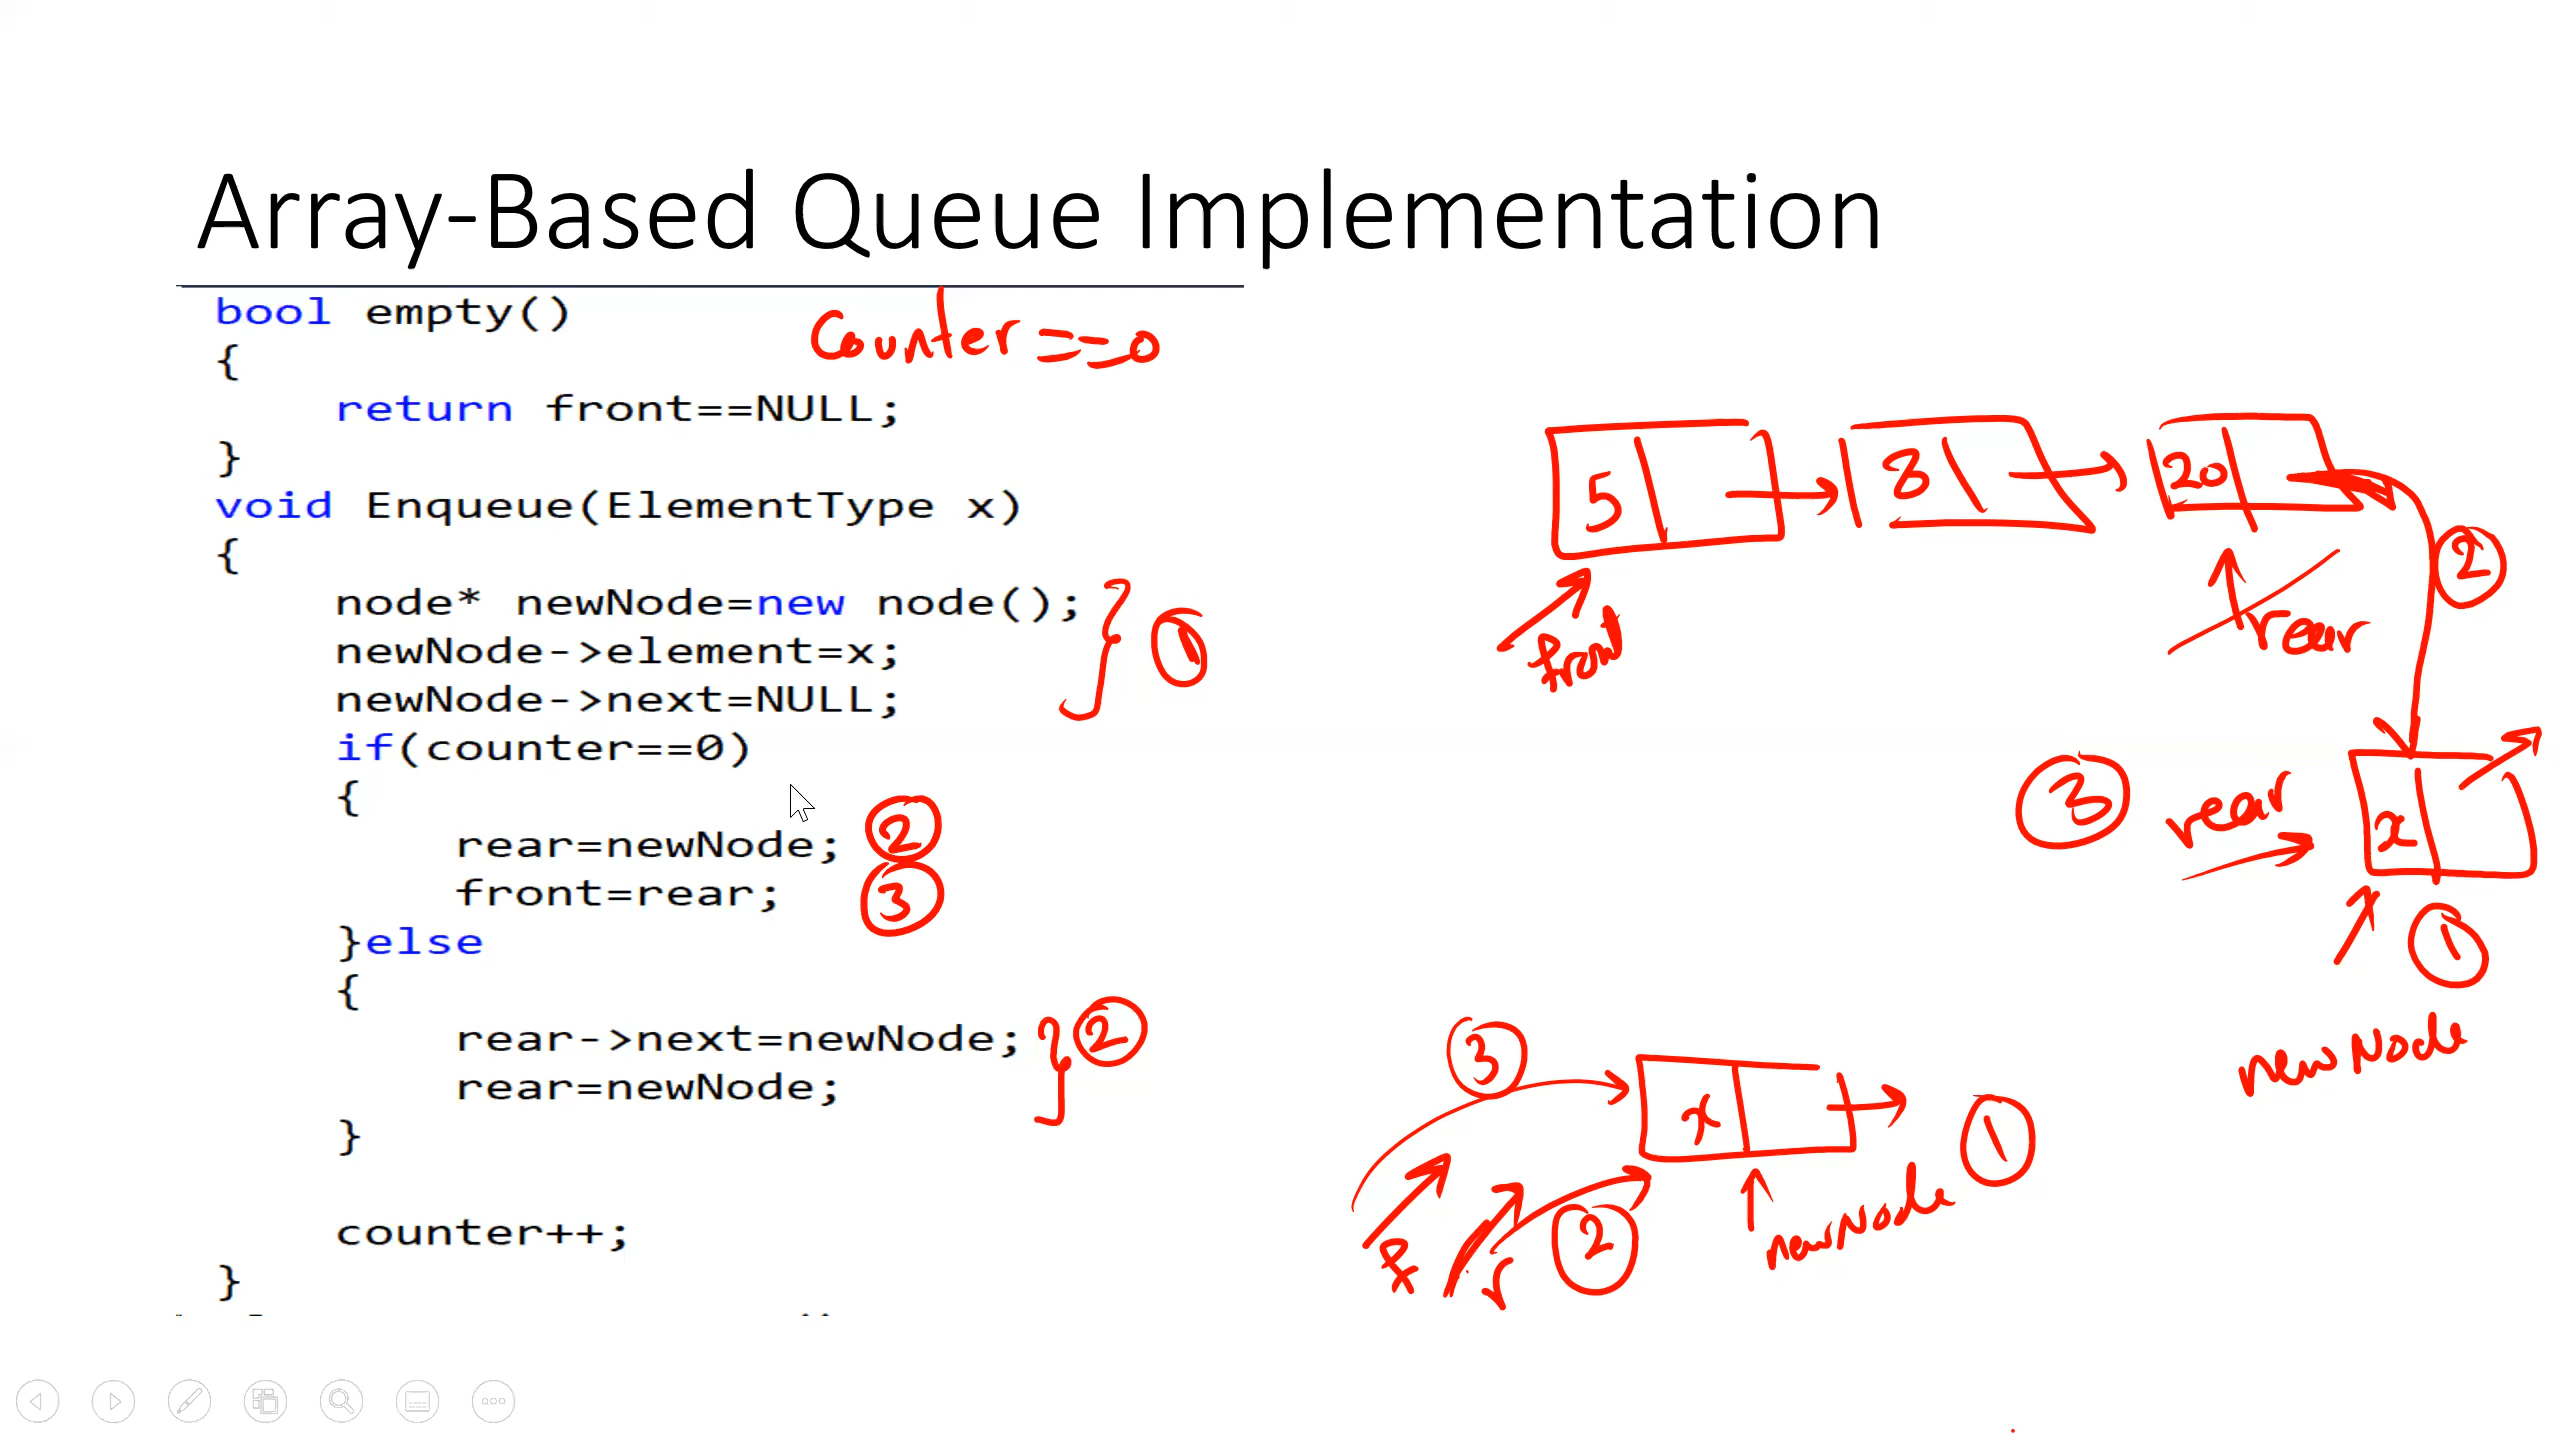 Array-Based Queue Implementation
bool empty()
Counter==0
{
return front==NULL;
}
void Enqueue(ElementType x)
{
node* newNode=new node();
newNode->element=x;
1
newNode->next=NULL;
if(counter==0)
{
rear=newNode; 2
front=rear; 3
}else
{
rear->next=newNode; 2
rear=newNode;
}
counter++;
}
5 8 20
front
rear
2
3
rear
x
1
newNode
3
x
1
f
r
2
newNode